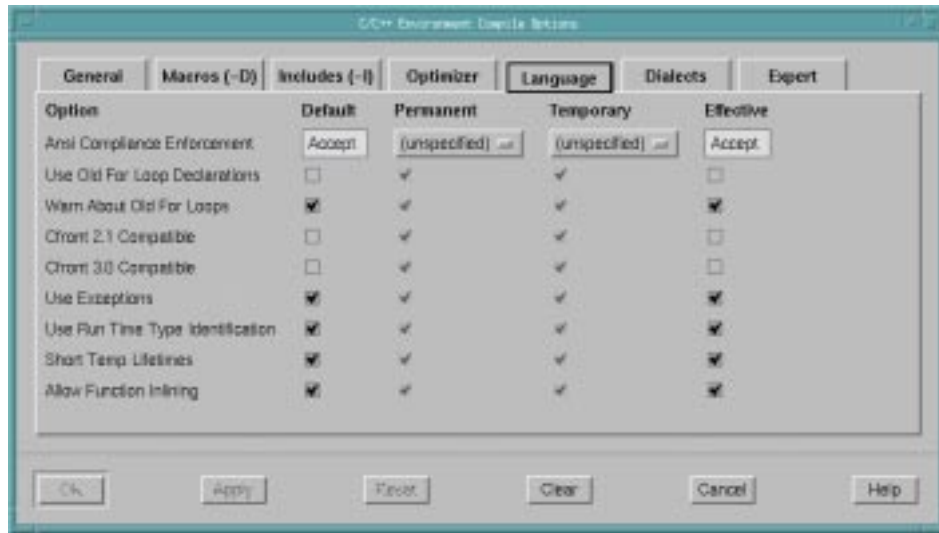 C/C++ Environment Compile Options
General Macros (-D) Includes (-I) Optimizer Language Dialects Expert
Option Default Permanent Temporary Effective
Ansi Compliance Enforcement Accept (unspecified) (unspecified) Accept
Use Old For Loop Declarations
Warn About Old For Loops
Cfront 2.1 Compatible
Cfront 3.0 Compatible
Use Exceptions
Use Run Time Type Identification
Short Temp Lifetimes
Allow Function Inlining
Ok Apply Reset Clear Cancel Help